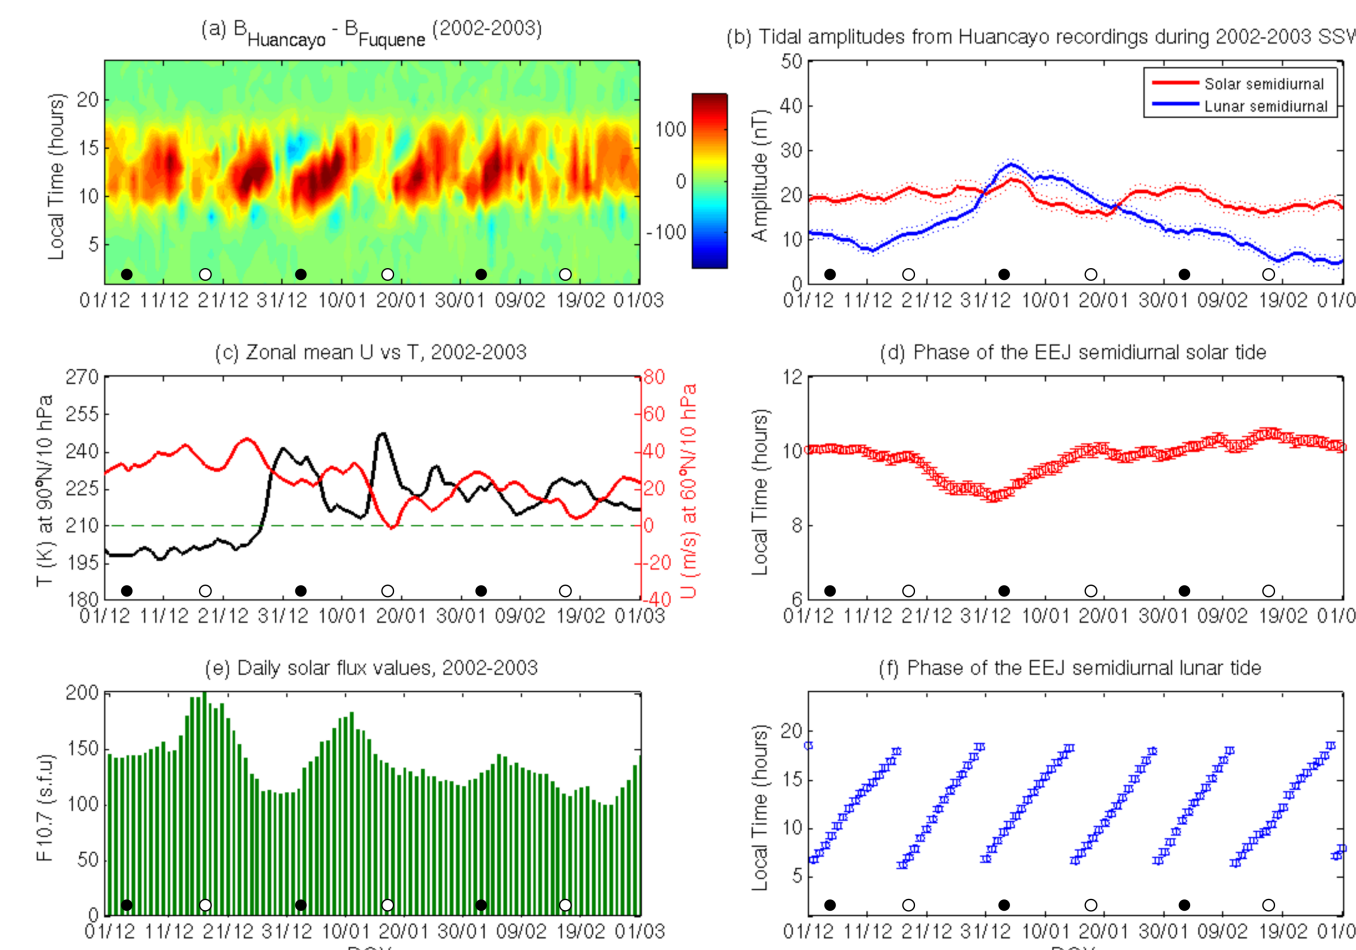 (a) B_Huancayo - B_Fuquene (2002-2003)
Local Time (hours)
20
15
10
5
01/12 11/12 21/12 31/12 10/01 20/01 30/01 09/02 19/02 01/03
100
0
-100
(b) Tidal amplitudes from Huancayo recordings during 2002-2003 SSW
Amplitude (nT)
50
40
30
20
10
0
Solar semidiurnal
Lunar semidiurnal
01/12 11/12 21/12 31/12 10/01 20/01 30/01 09/02 19/02 01/0
(c) Zonal mean U vs T, 2002-2003
T (K) at 90°N/10 hPa
270
255
240
225
210
195
180
80
60
40
20
0
-20
-40
U (m/s) at 60°N/10 hPa
01/12 11/12 21/12 31/12 10/01 20/01 30/01 09/02 19/02 01/03
(d) Phase of the EEJ semidiurnal solar tide
Local Time (hours)
12
10
8
6
01/12 11/12 21/12 31/12 10/01 20/01 30/01 09/02 19/02 01/0
(e) Daily solar flux values, 2002-2003
F10.7 (s.f.u)
200
150
100
50
0
01/12 11/12 21/12 31/12 10/01 20/01 30/01 09/02 19/02 01/03
(f) Phase of the EEJ semidiurnal lunar tide
Local Time (hours)
20
15
10
5
01/12 11/12 21/12 31/12 10/01 20/01 30/01 09/02 19/02 01/0